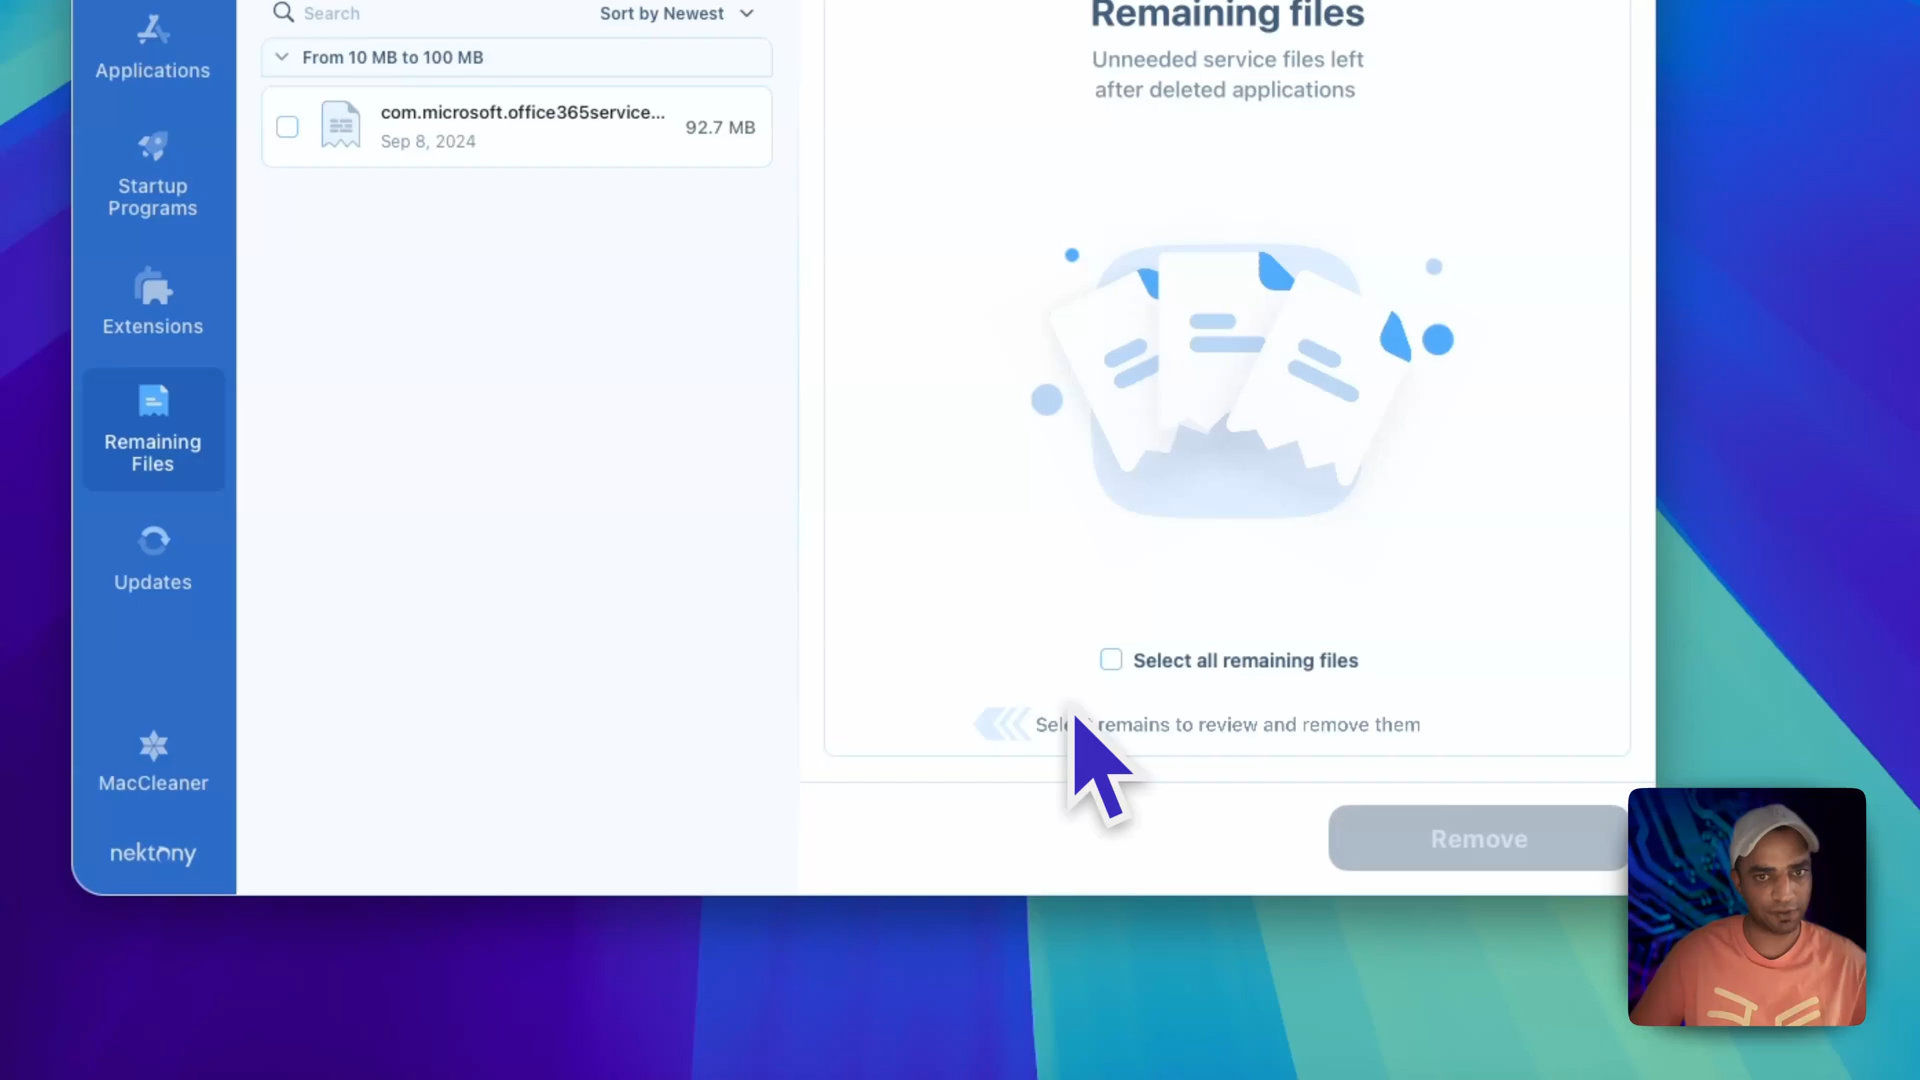 Applications
Startup
Programs
Extensions
Remaining
Files
Updates
MacCleaner
nektony
Search
Sort by Newest
From 10 MB to 100 MB
com.microsoft.office365service...
92.7 MB
Sep 8, 2024
Remaining files
Unneeded service files left
after deleted applications
Select all remaining files
remains to review and remove them
Remove